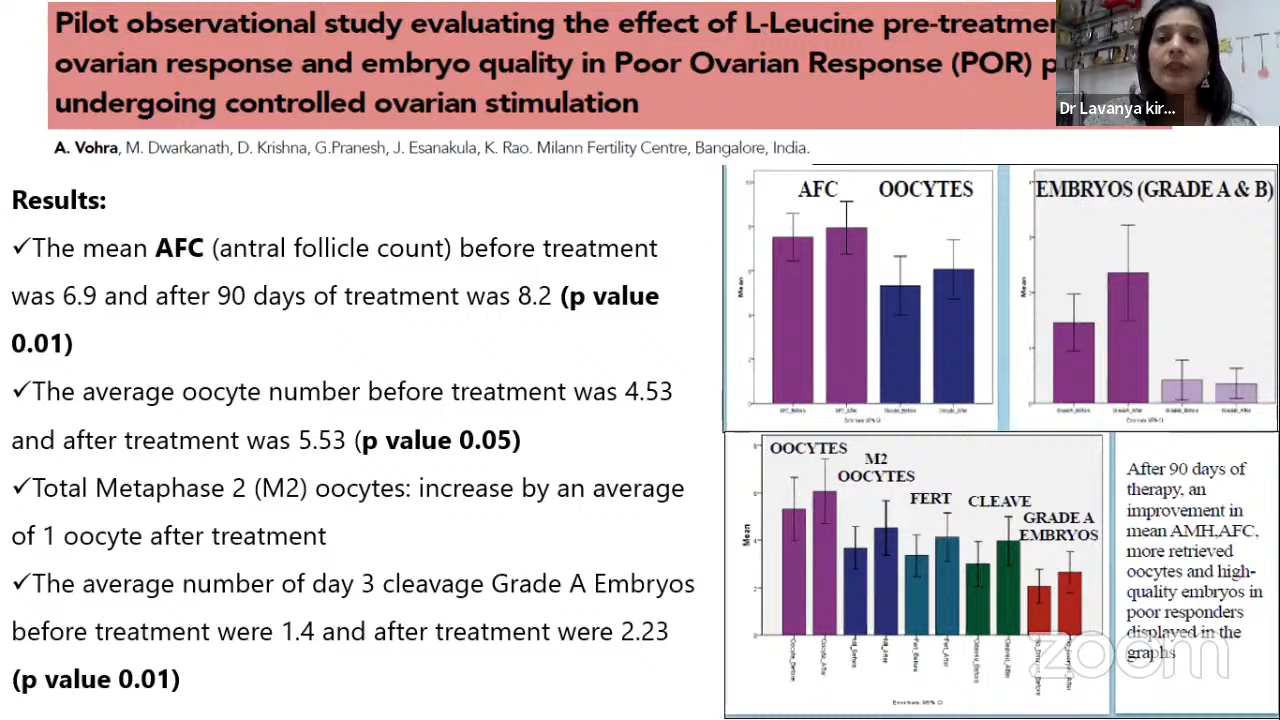 Pilot observational study evaluating the effect of L-Leucine pre-treatmen
ovarian response and embryo quality in Poor Ovarian Response (POR) p
undergoing controlled ovarian stimulation
Dr Lavanya kir...
A. Vohra, M. Dwarkanath, D. Krishna, G.Pranesh, J. Esanakula, K. Rao. Milann Fertility Centre, Bangalore, India.
Results:
✓The mean AFC (antral follicle count) before treatment
was 6.9 and after 90 days of treatment was 8.2 (p value
0.01)
✓The average oocyte number before treatment was 4.53
and after treatment was 5.53 (p value 0.05)
✓Total Metaphase 2 (M2) oocytes: increase by an average
of 1 oocyte after treatment
✓The average number of day 3 cleavage Grade A Embryos
before treatment were 1.4 and after treatment were 2.23
(p value 0.01)
AFC OOCYTES
Mean
EMBRYOS (GRADE A & B)
Mean
OOCYTES
M2
OOCYTES
FERT
CLEAVE
GRADE A
EMBRYOS
Mean
After 90 days of
therapy, an
improvement in
mean AMH,AFC,
more retrieved
oocytes and high-
quality embryos in
poor responders
displayed in the
graphs
zoom